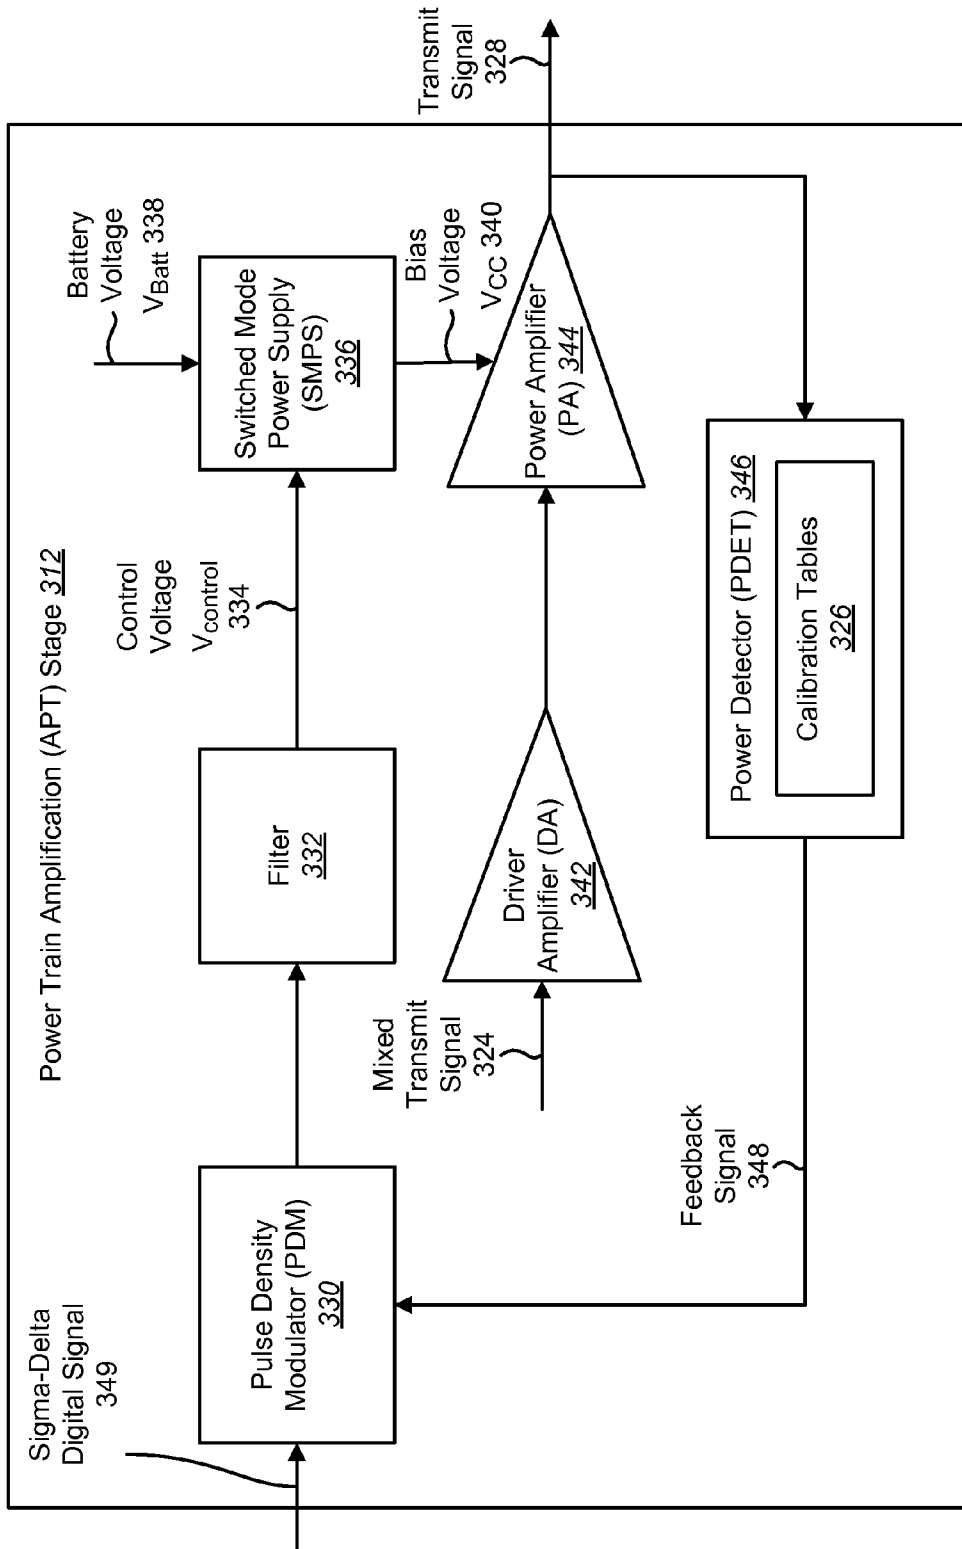 Power Train Amplification (APT) Stage 312
Sigma-Delta
Digital Signal
349
Pulse Density
Modulator (PDM)
330
Filter
332
Control
Voltage
Vcontrol
334
Battery
Voltage
VBatt 338
Switched Mode
Power Supply
(SMPS)
336
Bias
Voltage
VCC 340
Mixed
Transmit
Signal
324
Driver
Amplifier (DA)
342
Power Amplifier
(PA) 344
Transmit
Signal
328
Feedback
Signal
348
Power Detector (PDET) 346
Calibration Tables
326